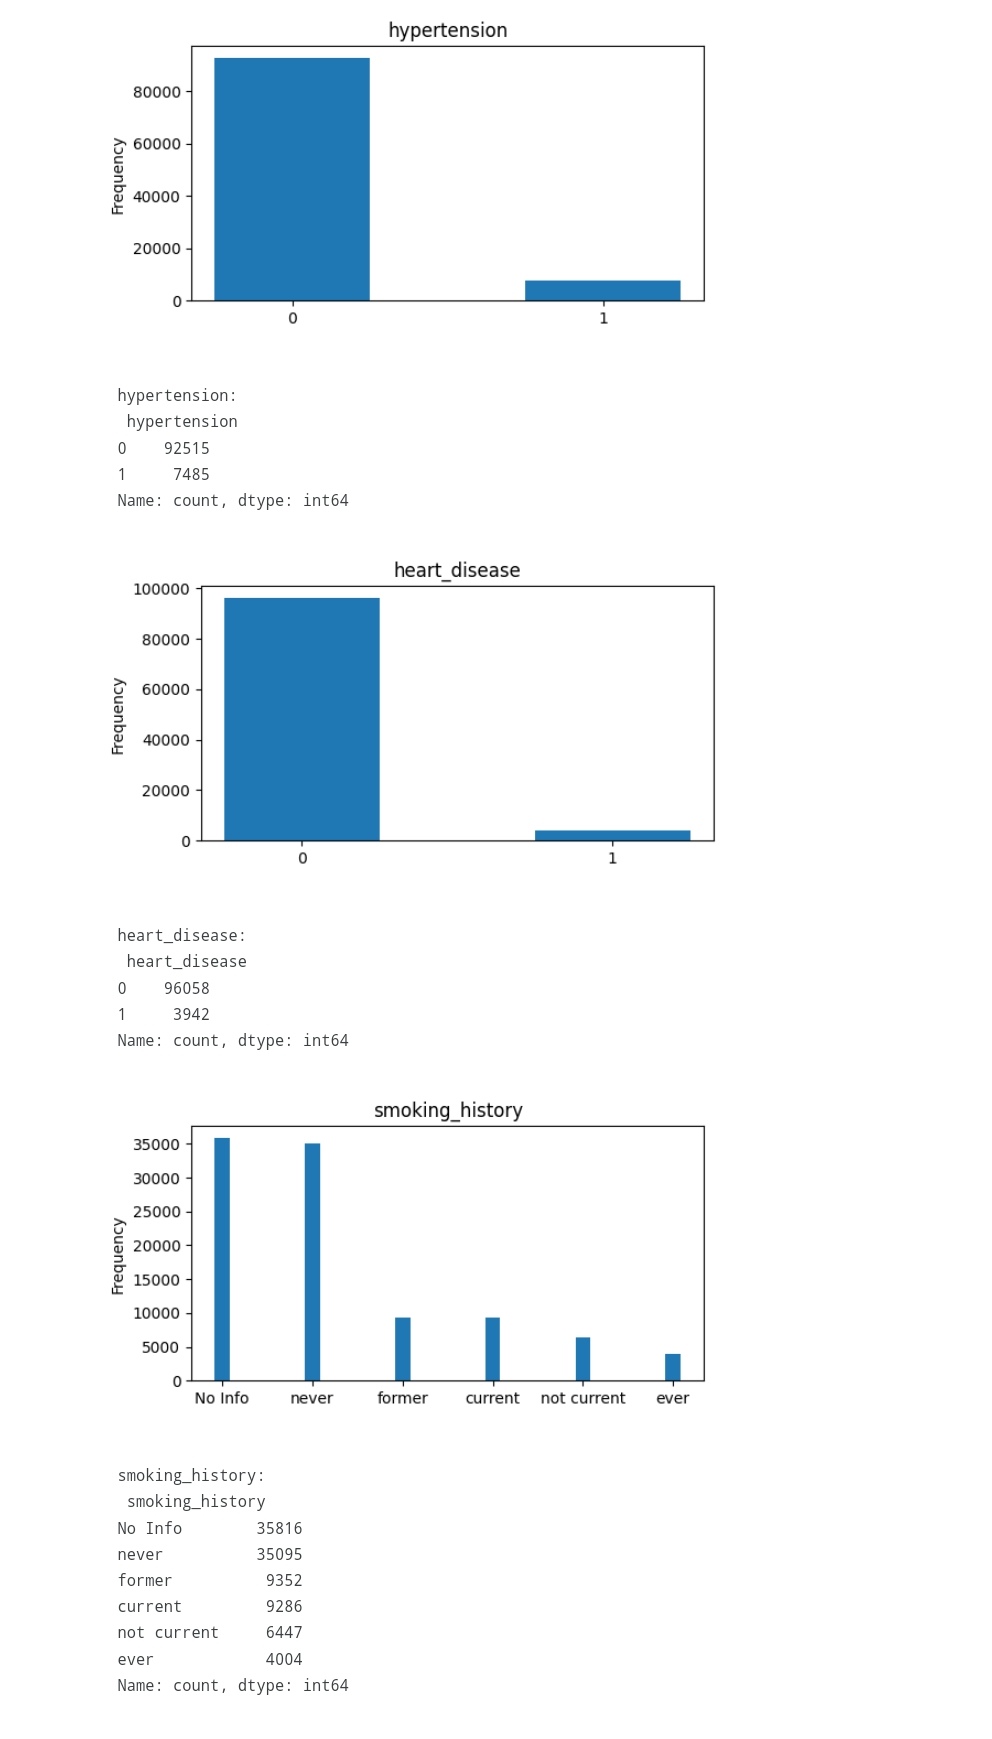 hypertension
Frequency
80000
60000
40000
20000
0
0 1
hypertension:
hypertension
0 92515
1 7485
Name: count, dtype: int64
heart_disease
Frequency
100000
80000
60000
40000
20000
0
0 1
heart_disease:
heart_disease
0 96058
1 3942
Name: count, dtype: int64
smoking_history
Frequency
35000
30000
25000
20000
15000
10000
5000
0
No Info never former current not current ever
smoking_history:
smoking_history
No Info 35816
never 35095
former 9352
current 9286
not current 6447
ever 4004
Name: count, dtype: int64